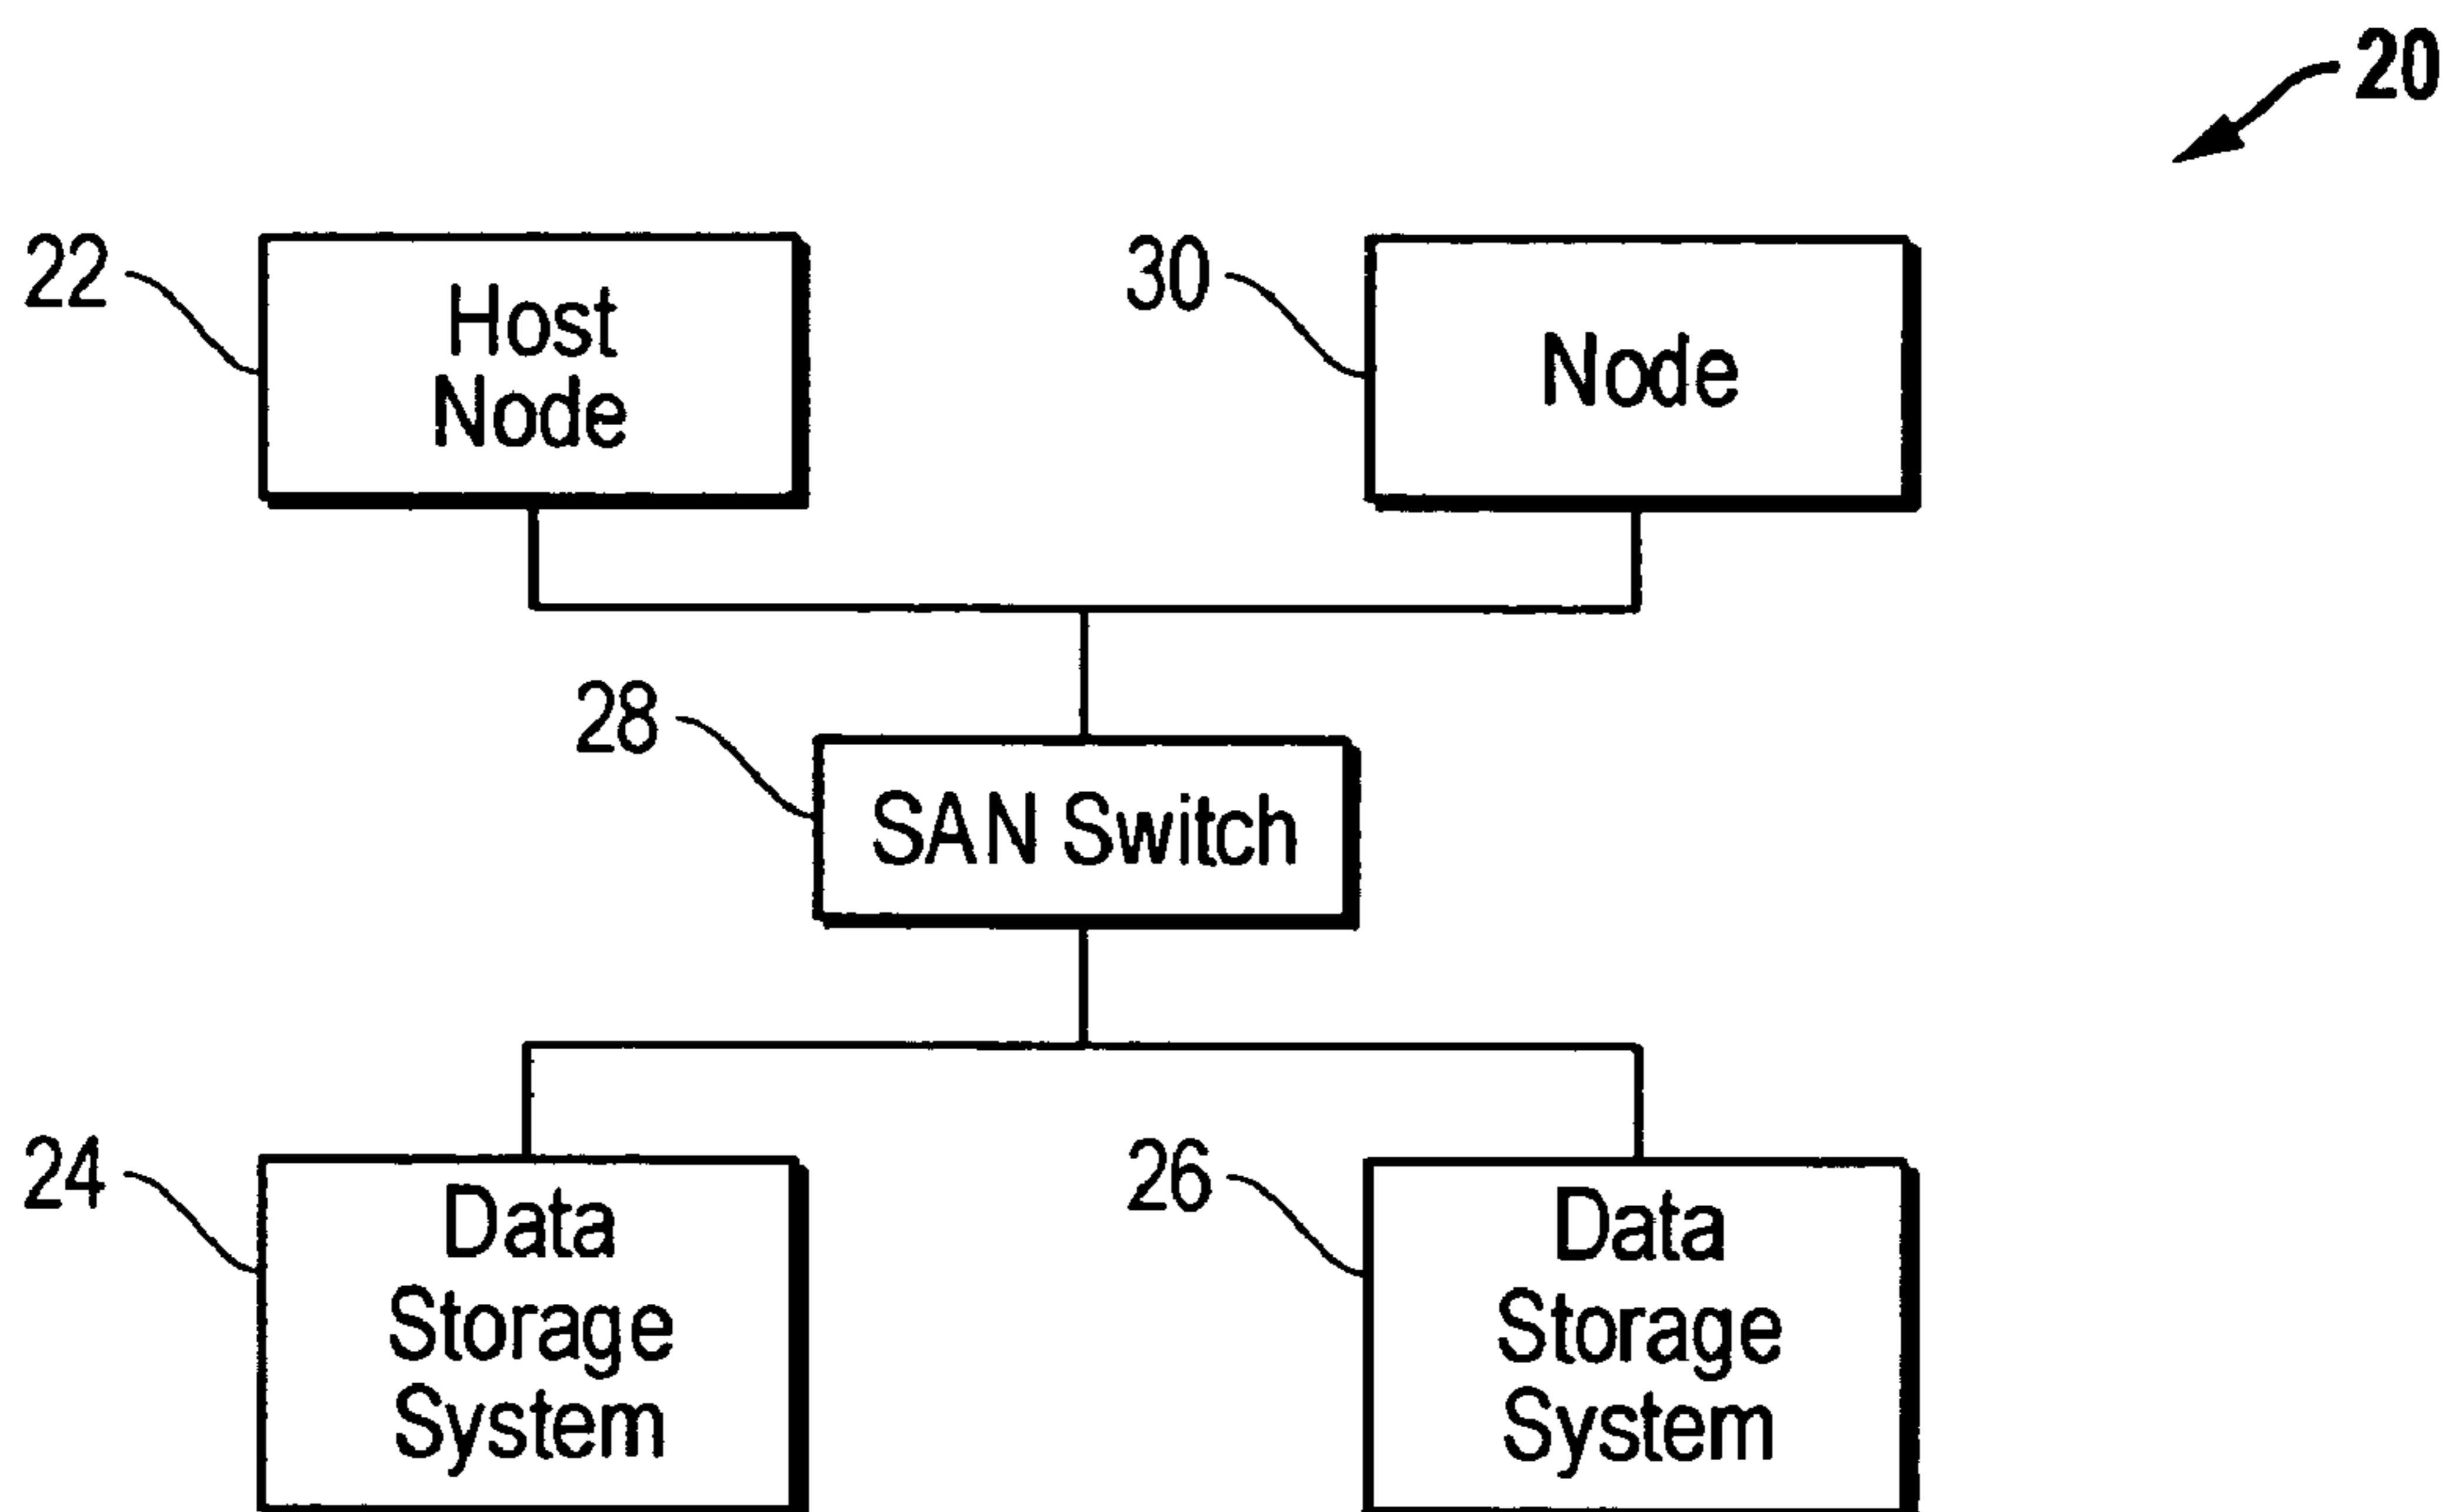 20
22
Host
Node
30
Node
28
SAN Switch
24
Data
Storage
System
26
Data
Storage
System